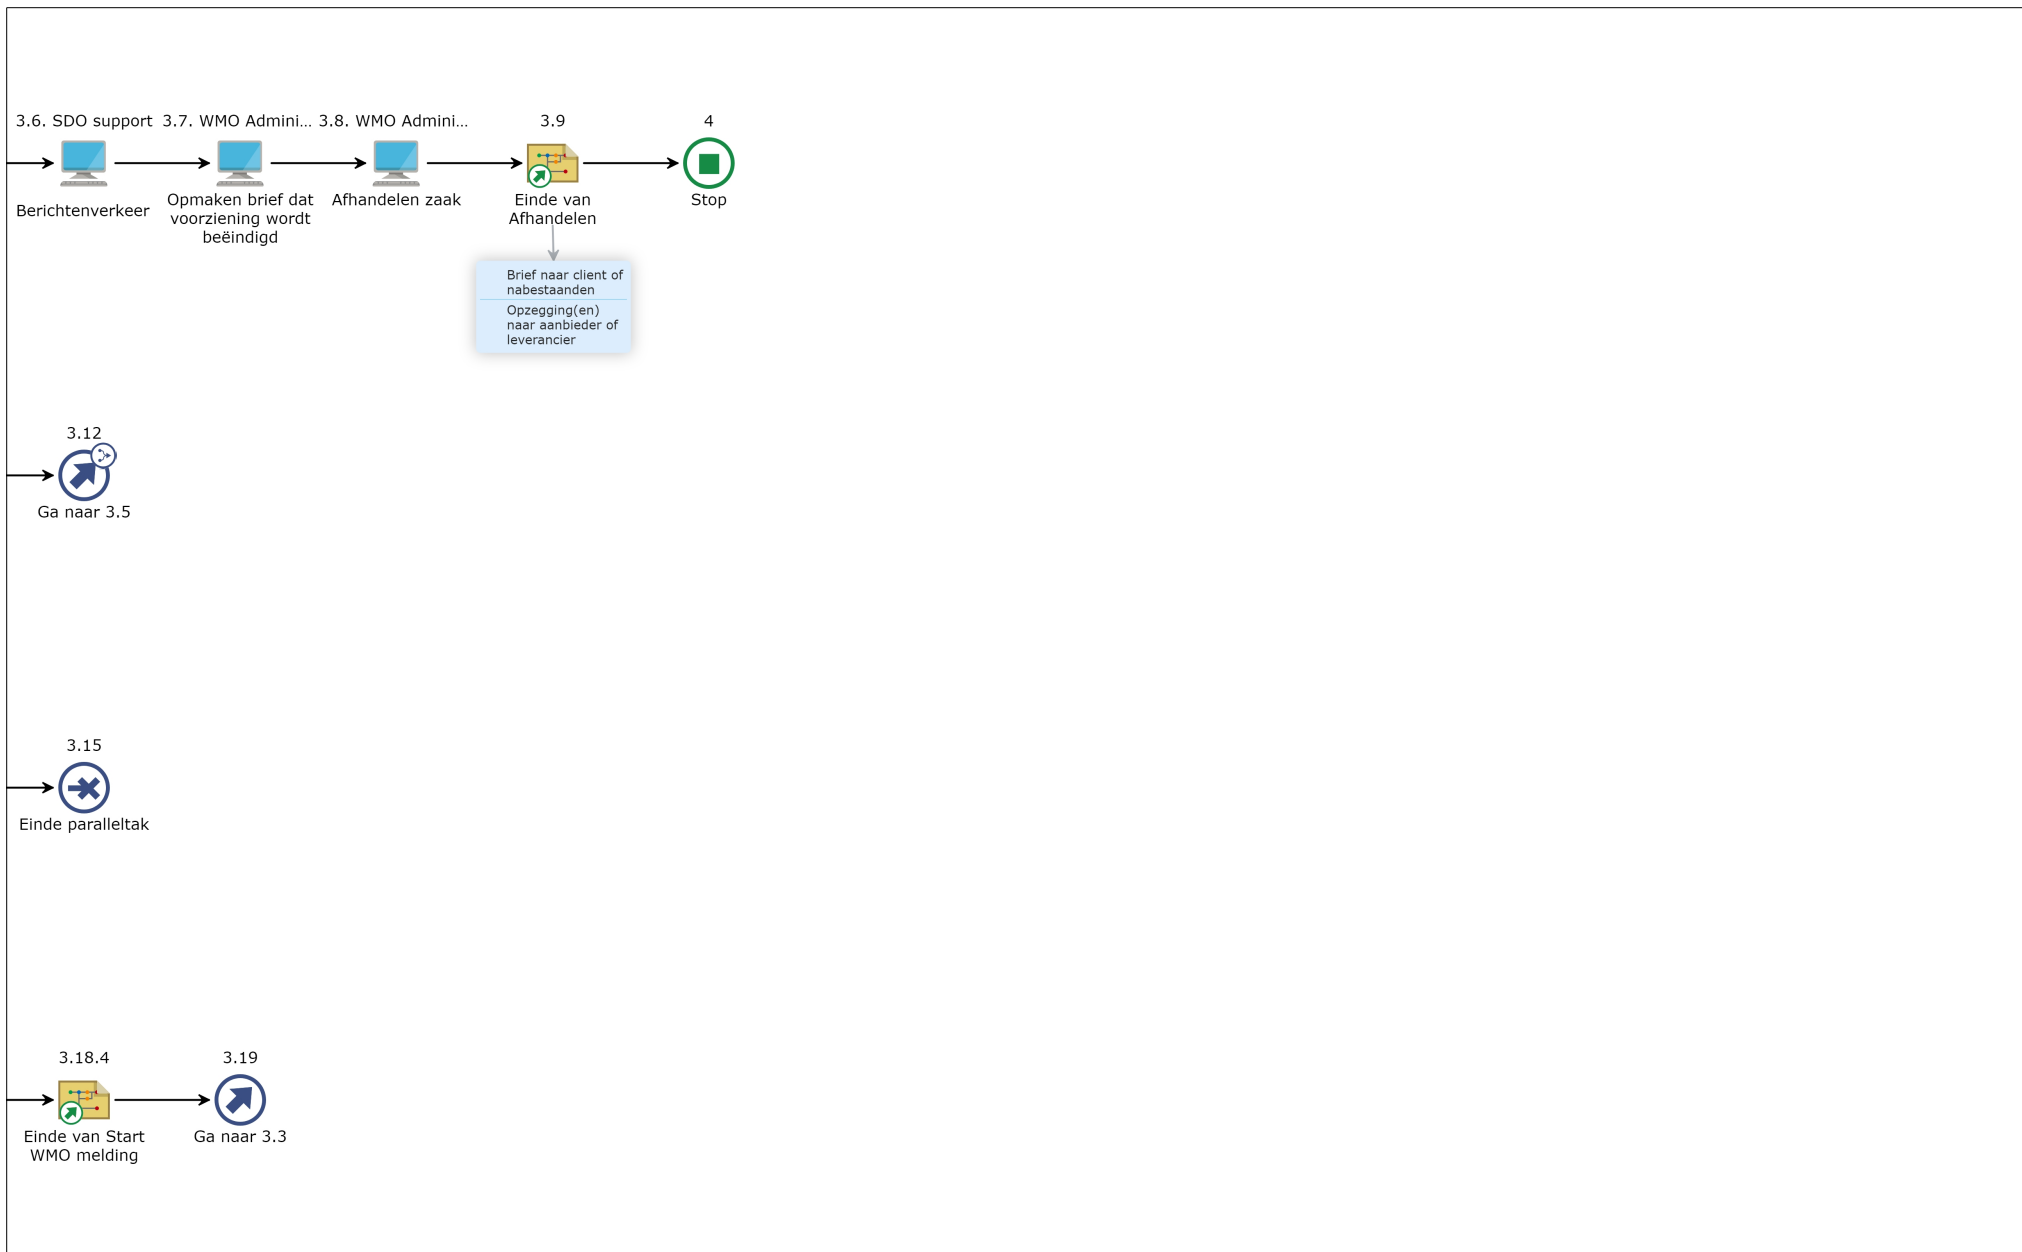 3.6. SDO support
3.7. WMO Admini...
3.8. WMO Admini...
3.9
4
Berichtenverkeer
Opmaken brief dat
voorziening wordt
beëindigd
Afhandelen zaak
Einde van
Afhandelen
Stop
Brief naar client of
nabestaanden
Opzegging(en)
naar aanbieder of
leverancier
3.12
Ga naar 3.5
3.15
Einde paralleltak
3.18.4
3.19
Einde van Start
WMO melding
Ga naar 3.3